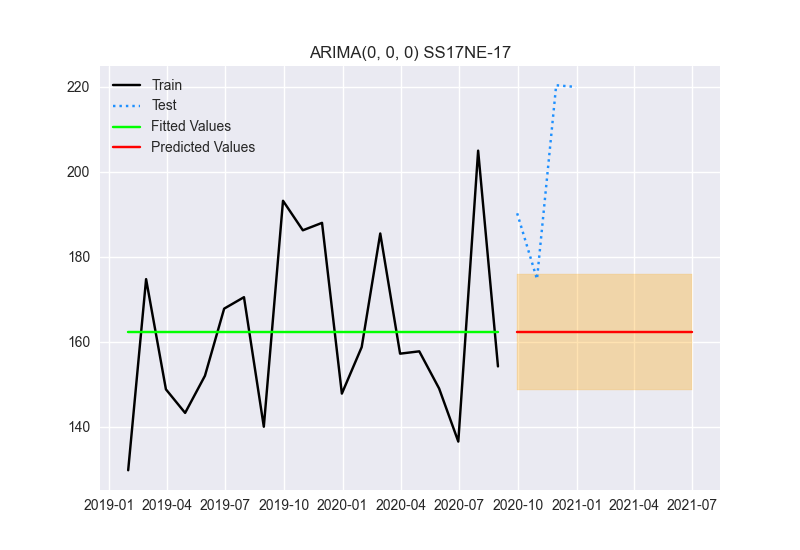 ARIMA(0, 0, 0) SS17NE-17
Train
Test
Fitted Values
Predicted Values
220
200
180
160
140
2019-01 2019-04 2019-07 2019-10 2020-01 2020-04 2020-07 2020-10 2021-01 2021-04 2021-07